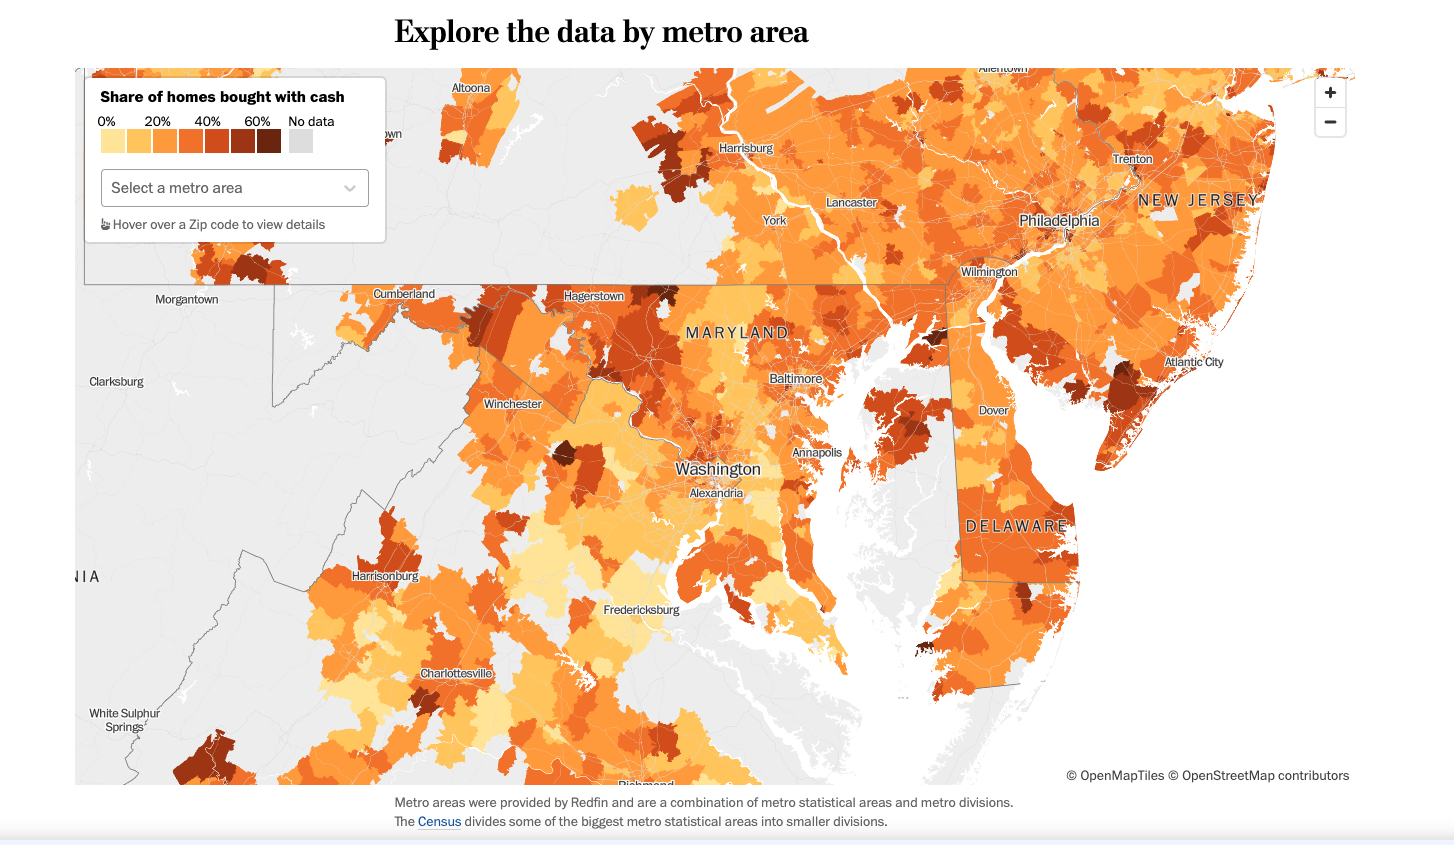 Explore the data by metro area
Share of homes bought with cash
0% 20% 40% 60% No data
Select a metro area
Hover over a Zip code to view details
+
−
Altoona
Allentown
own
Harrisburg
Trenton
NEW JERSEY
Lancaster
York
Philadelphia
Wilmington
Morgantown
Cumberland
Hagerstown
MARYLAND
Atlantic City
Clarksburg
Baltimore
Winchester
Dover
Annapolis
Washington
Alexandria
DELAWARE
NIA
Harrisonburg
Fredericksburg
Charlottesville
White Sulphur
Springs
Richmond
© OpenMapTiles © OpenStreetMap contributors
Metro areas were provided by Redfin and are a combination of metro statistical areas and metro divisions.
The Census divides some of the biggest metro statistical areas into smaller divisions.